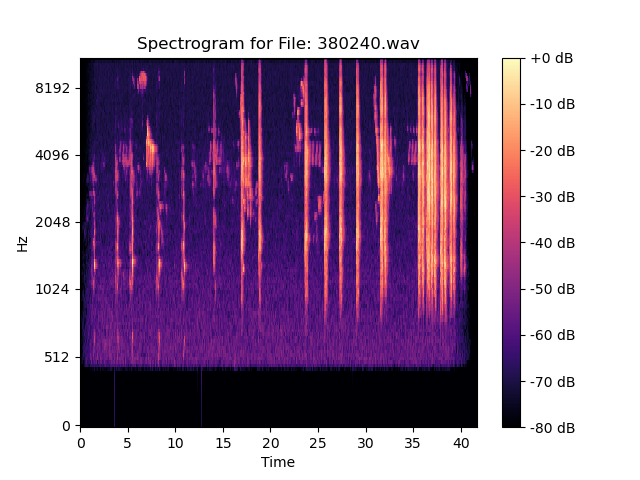 Spectrogram for File: 380240.wav
8192
4096
2048
1024
512
0
Hz
0 5 10 15 20 25 30 35 40
Time
+0 dB
-10 dB
-20 dB
-30 dB
-40 dB
-50 dB
-60 dB
-70 dB
-80 dB